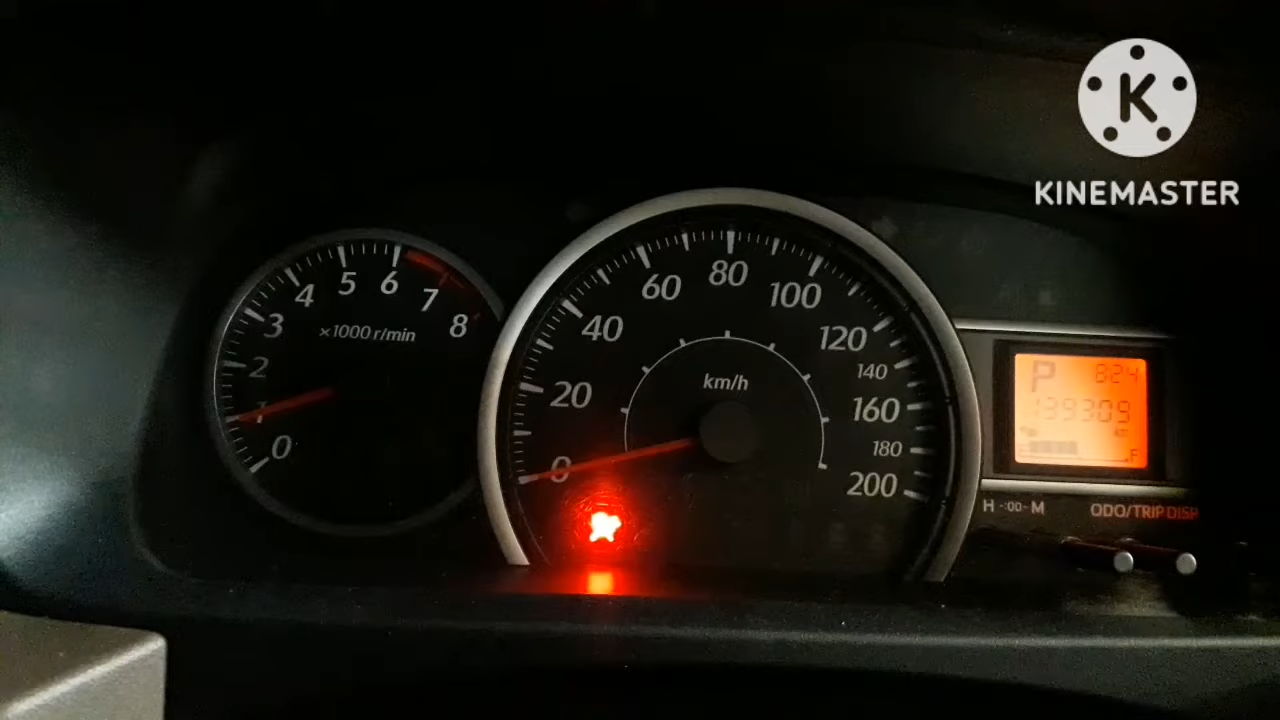 K
KINEMASTER
0 1 2 3 4 5 6 7 8
×1000 r/min
0 20 40 60 80 100 120 140 160 180 200
km/h
P 824
139309
F
H -:00- M
ODO/TRIP DISP